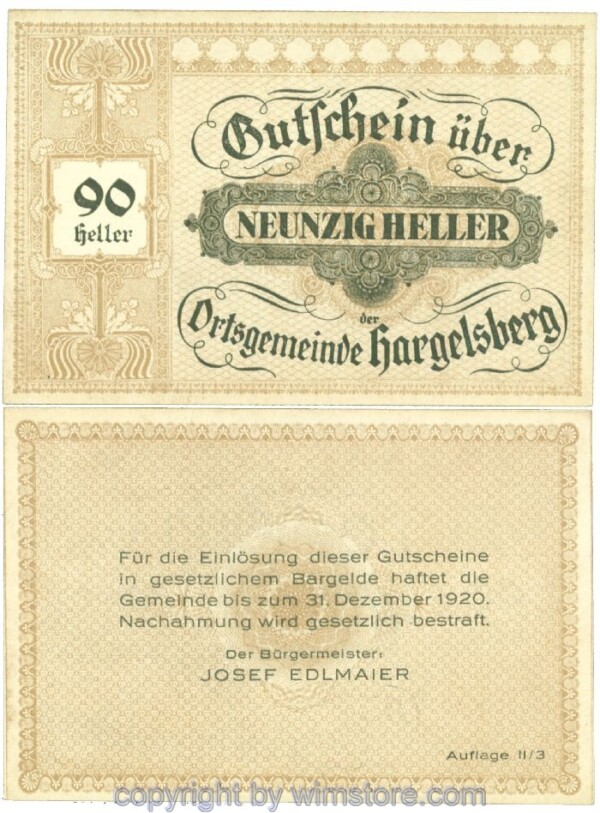 Gutschein über
90
Heller
NEUNZIG HELLER
der
Ortsgemeinde Hargelsberg
Für die Einlösung dieser Gutscheine
in gesetzlichem Bargelde haftet die
Gemeinde bis zum 31. Dezember 1920.
Nachahmung wird gesetzlich bestraft.
Der Bürgermeister:
JOSEF EDLMAIER
Auflage II/3
copyright by wimstore.com